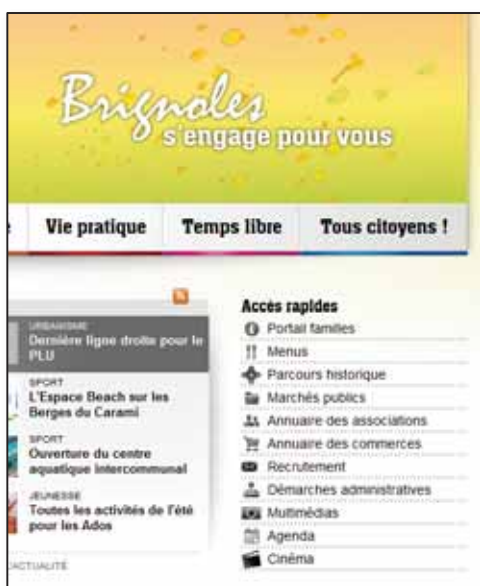 Brignoles
s'engage pour vous
Vie pratique
Temps libre
Tous citoyens !
URBANISME
Dernière ligne droite pour le
PLU
SPORT
L'Espace Beach sur les
Berges du Carami
SPORT
Ouverture du centre
aquatique intercommunal
JEUNESSE
Toutes les activités de l'été
pour les Ados
ACTUALITÉ
Accès rapides
Portail familles
Menus
Parcours historique
Marchés publics
Annuaire des associations
Annuaire des commerces
Recrutement
Démarches administratives
Multimédias
Agenda
Cinéma